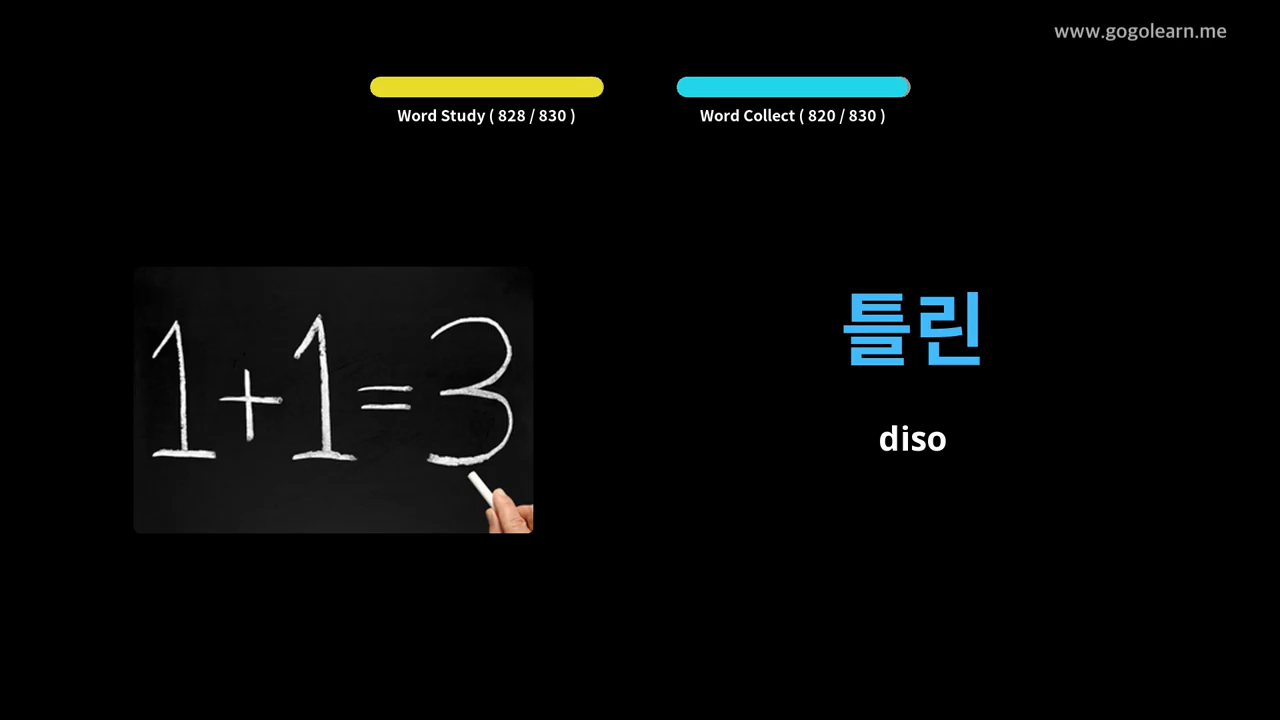 www.gogolearn.me
Word Study ( 828 / 830 )
Word Collect ( 820 / 830 )
1+1=3
틀린
diso